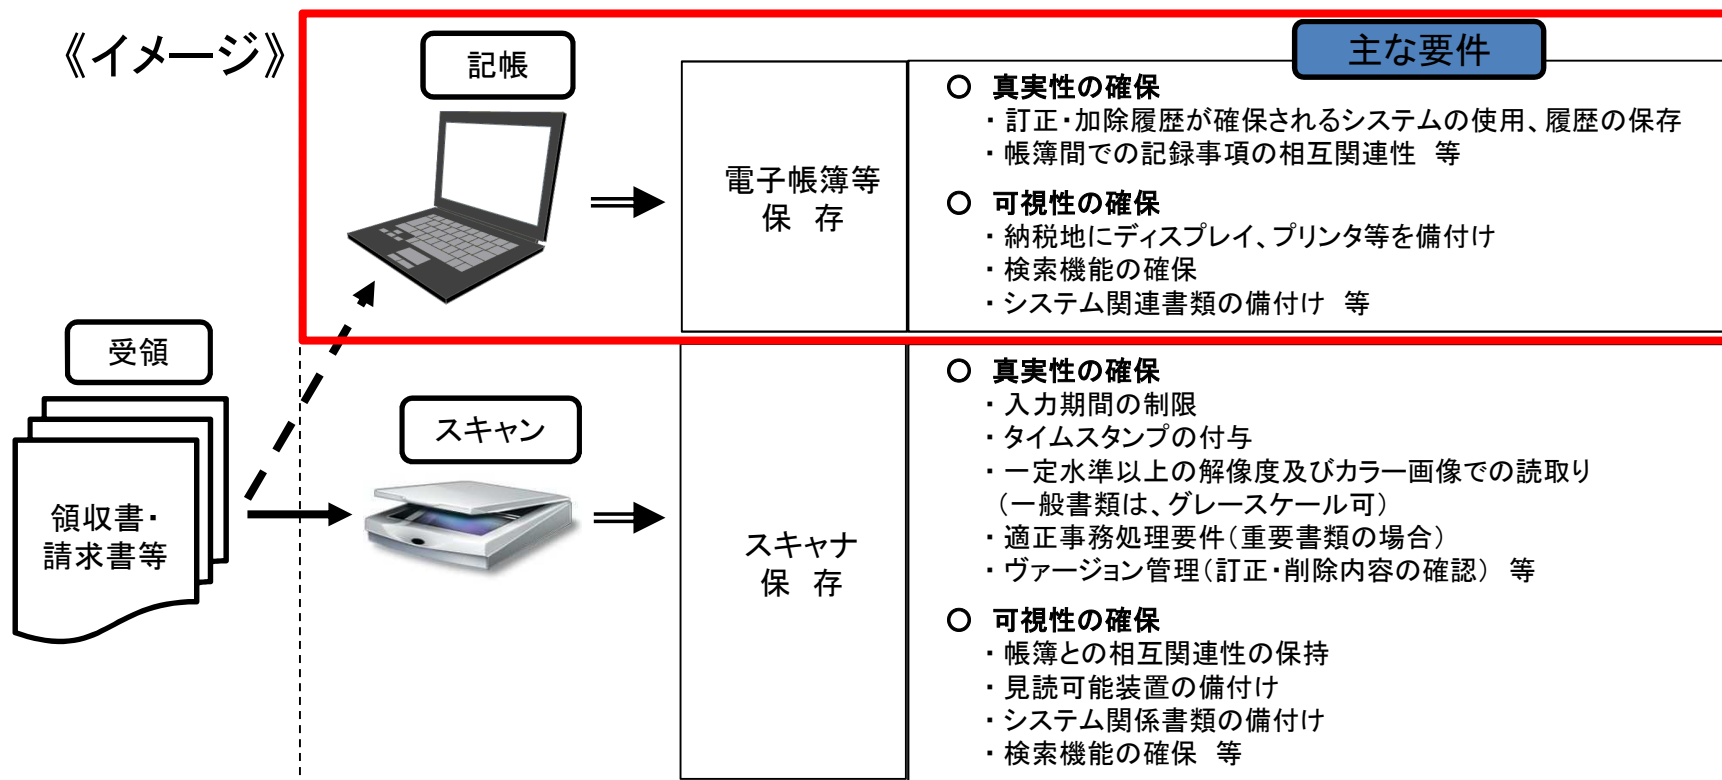 《イメージ》
主な要件
記帳
電子帳簿等
保 存
○ 真実性の確保
・訂正・加除履歴が確保されるシステムの使用、履歴の保存
・帳簿間での記録事項の相互関連性 等
○ 可視性の確保
・納税地にディスプレイ、プリンタ等を備付け
・検索機能の確保
・システム関連書類の備付け 等
受領
領収書・
請求書等
スキャン
スキャナ
保 存
○ 真実性の確保
・入力期間の制限
・タイムスタンプの付与
・一定水準以上の解像度及びカラー画像での読取り
（一般書類は、グレースケール可）
・適正事務処理要件（重要書類の場合）
・ヴァージョン管理（訂正・削除内容の確認） 等
○ 可視性の確保
・帳簿との相互関連性の保持
・見読可能装置の備付け
・システム関係書類の備付け
・検索機能の確保 等